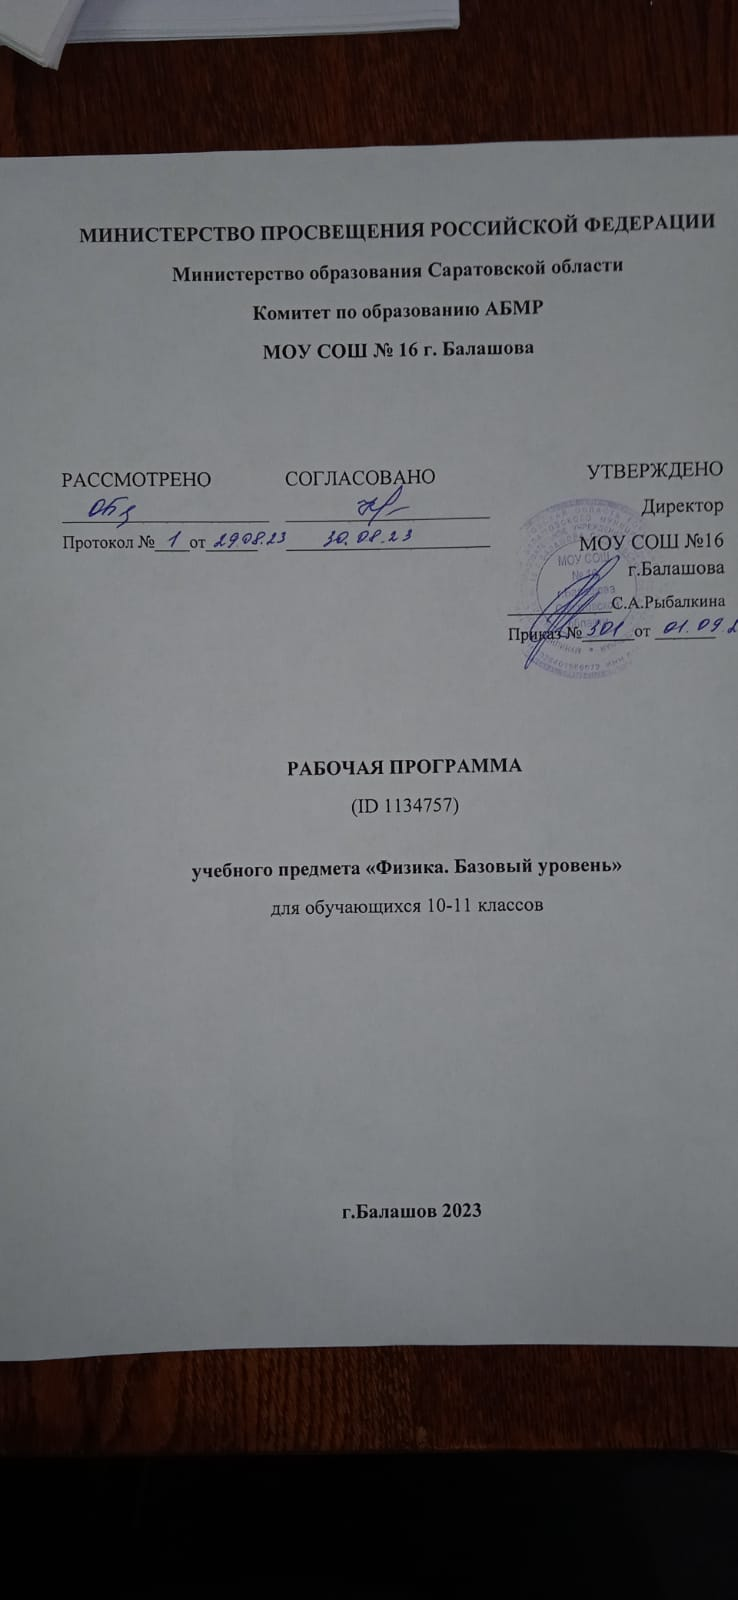 МИНИСТЕРСТВО ПРОСВЕЩЕНИЯ РОССИЙСКОЙ ФЕДЕРАЦИИ
Министерство образования Саратовской области
Комитет по образованию АБМР
МОУ СОШ № 16 г. Балашова
РАССМОТРЕНО
Протокол № 1 от 29.08.23
СОГЛАСОВАНО
30.08.23
УТВЕРЖДЕНО
Директор
МОУ СОШ №16
г.Балашова
С.А.Рыбалкина
Приказ № 301 от 01.09.2
МОУ СОШ
РАБОЧАЯ ПРОГРАММА
(ID 1134757)
учебного предмета «Физика. Базовый уровень»
для обучающихся 10-11 классов
г.Балашов 2023